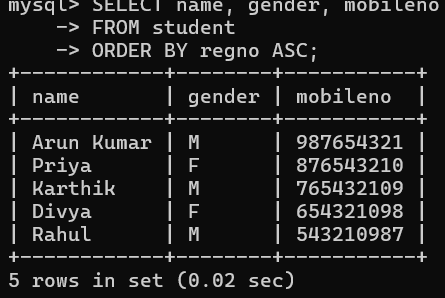 mysql> SELECT name, gender, mobileno
    -> FROM student
    -> ORDER BY regno ASC;
+------------+--------+-----------+
| name       | gender | mobileno  |
+------------+--------+-----------+
| Arun Kumar | M      | 987654321 |
| Priya      | F      | 876543210 |
| Karthik    | M      | 765432109 |
| Divya      | F      | 654321098 |
| Rahul      | M      | 543210987 |
+------------+--------+-----------+
5 rows in set (0.02 sec)